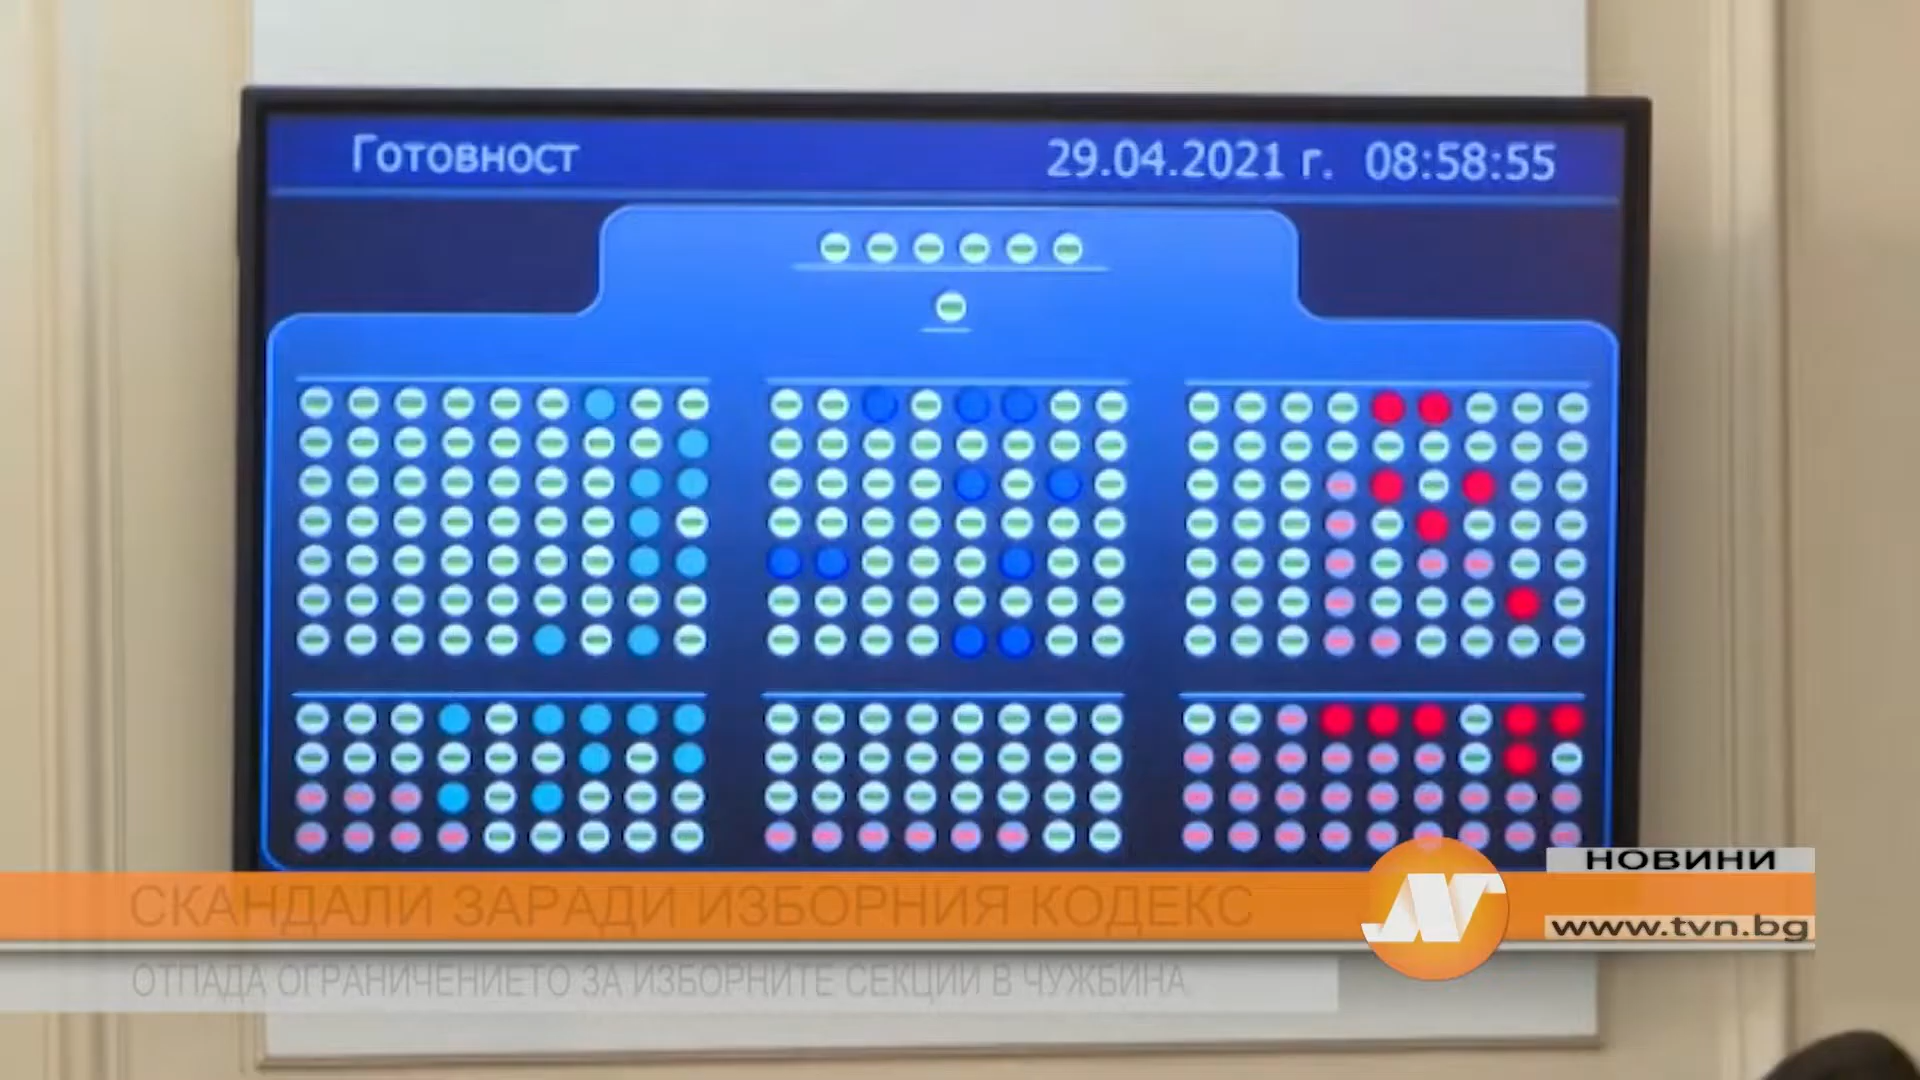 Готовност 29.04.2021 г. 08:58:55
НОВИНИ
СКАНДАЛИ ЗАРАДИ ИЗБОРНИЯ КОДЕКС
www.tvn.bg
ОТПАДА ОГРАНИЧЕНИЕТО ЗА ИЗБОРНИТЕ СЕКЦИИ В ЧУЖБИНА